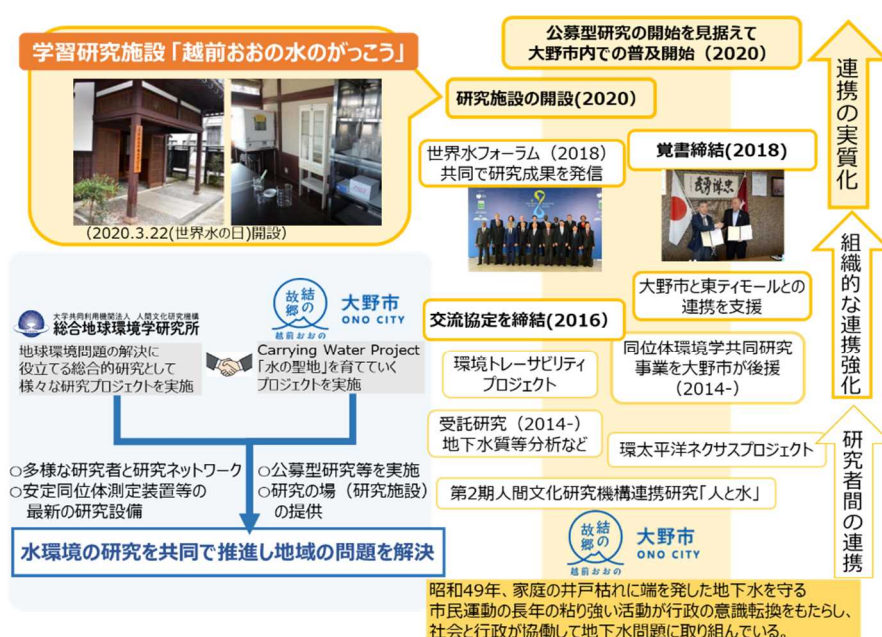 学習研究施設「越前おおの水のがっこう」
（2020.3.22(世界水の日)開設）
公募型研究の開始を見据えて
大野市内での普及開始（2020）
研究施設の開設(2020)
世界水フォーラム（2018）
共同で研究成果を発信
覚書締結(2018)
大野市と東ティモールとの
連携を支援
交流協定を締結(2016)
環境トレーサビリティ
プロジェクト
同位体環境学共同研究
事業を大野市が後援
（2014-）
受託研究（2014-）
地下水質等分析など
環太平洋ネクサスプロジェクト
第2期人間文化研究機構連携研究「人と水」
結の
故郷
越前おおの
大野市
ONO CITY
昭和49年、家庭の井戸枯れに端を発した地下水を守る
市民運動の長年の粘り強い活動が行政の意識転換をもたらし、
社会と行政が協働して地下水問題に取り組んでいる。
連携の実質化
組織的な連携強化
研究者間の連携
大学共同利用機関法人 人間文化研究機構
総合地球環境学研究所
地球環境問題の解決に
役立てる総合的研究として
様々な研究プロジェクトを実施
結の
故郷
越前おおの
大野市
ONO CITY
Carrying Water Project
「水の聖地」を育てていく
プロジェクトを実施
○多様な研究者と研究ネットワーク
○安定同位体測定装置等の
最新の研究設備
○公募型研究等を実施
○研究の場（研究施設）
の提供
水環境の研究を共同で推進し地域の問題を解決